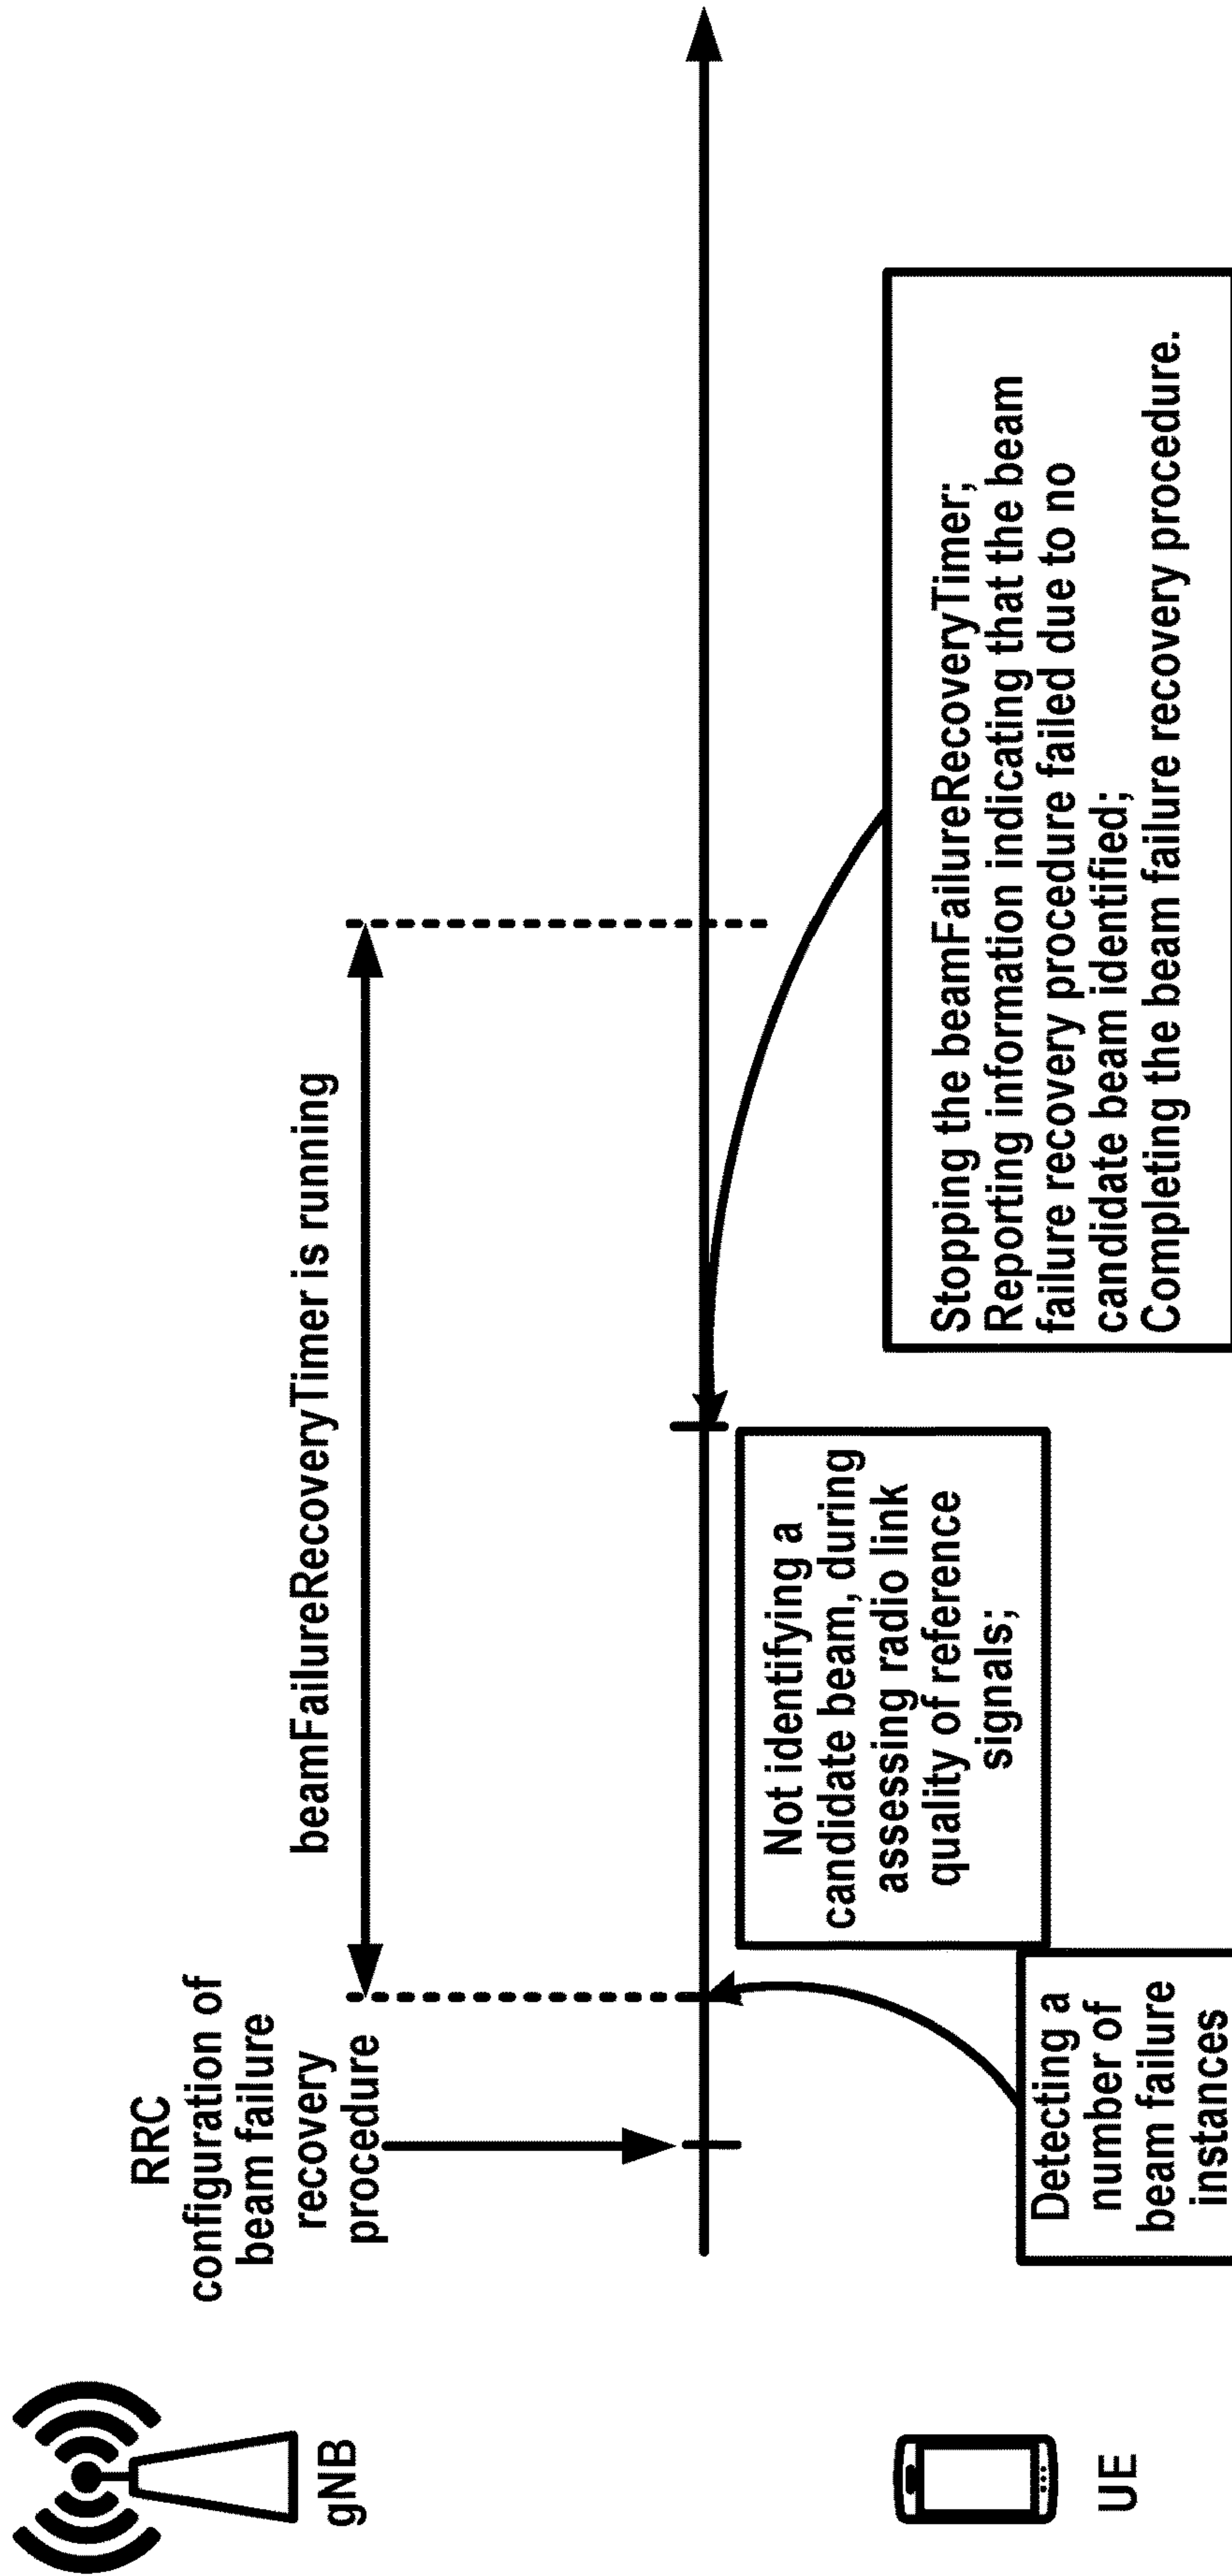 gNB
RRC
configuration of
beam failure
recovery
procedure
beamFailureRecoveryTimer is running
UE
Detecting a
number of
beam failure
instances
Not identifying a
candidate beam, during
assessing radio link
quality of reference
signals;
Stopping the beamFailureRecoveryTimer;
Reporting information indicating that the beam
failure recovery procedure failed due to no
candidate beam identified;
Completing the beam failure recovery procedure.